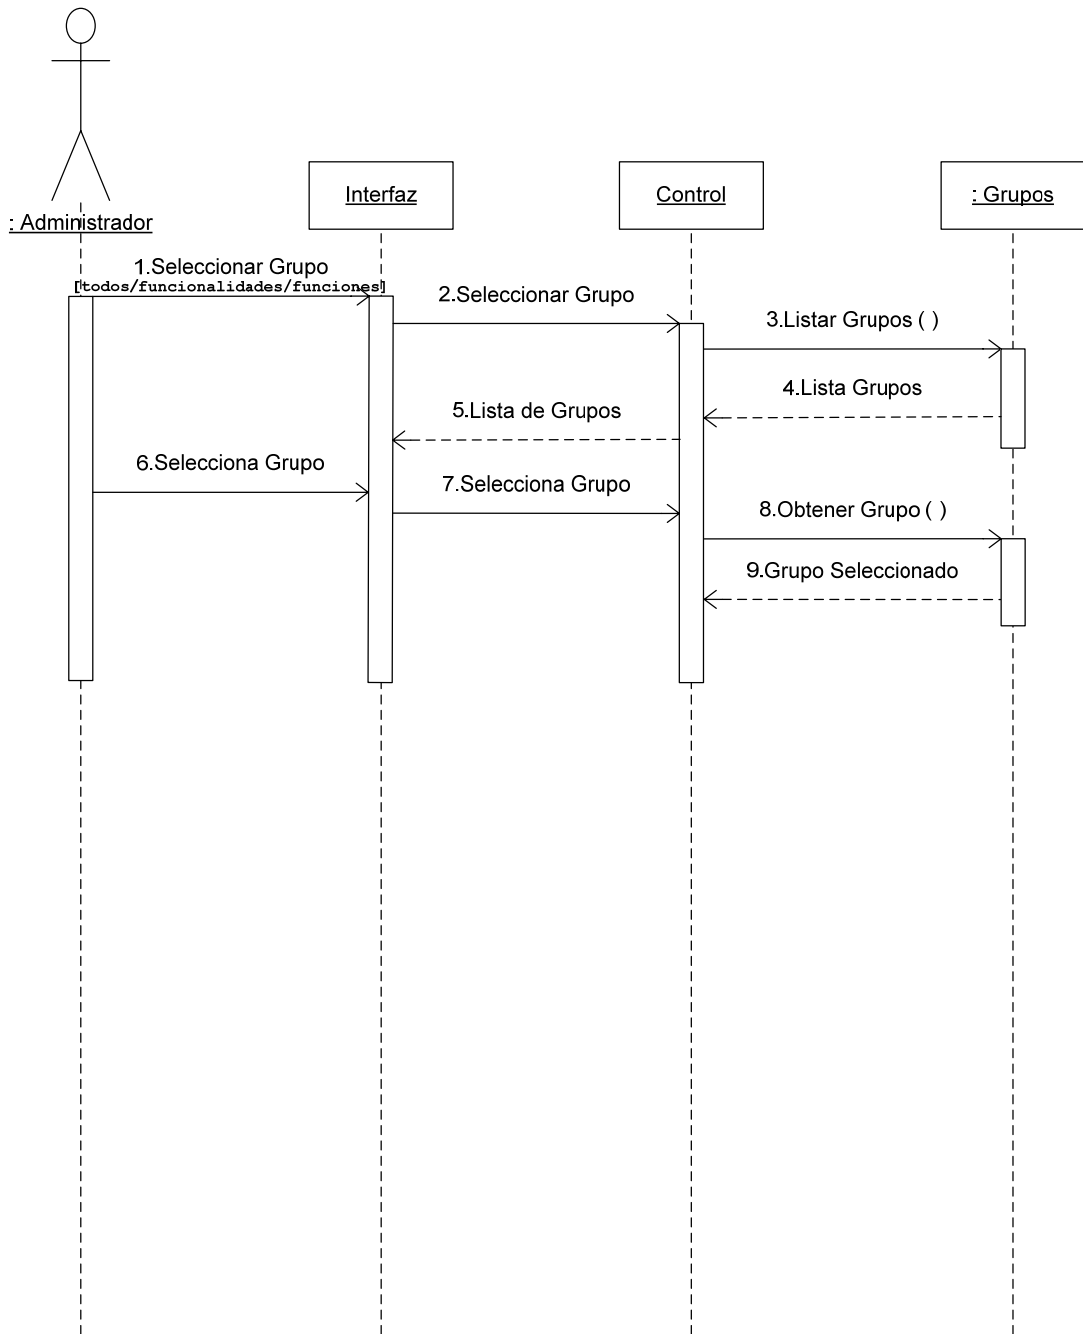 : Administrador
Interfaz
Control
: Grupos
1.Seleccionar Grupo
[todos/funcionalidades/funciones]
2.Seleccionar Grupo
3.Listar Grupos ( )
4.Lista Grupos
5.Lista de Grupos
6.Selecciona Grupo
7.Selecciona Grupo
8.Obtener Grupo ( )
9.Grupo Seleccionado